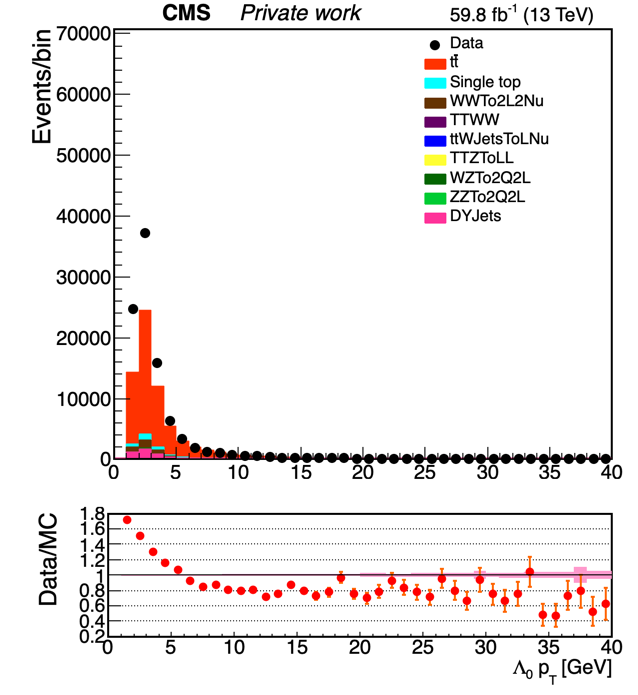 CMS Private work 59.8 fb⁻¹ (13 TeV)
Events/bin
70000
60000
50000
40000
30000
20000
10000
0
Data
tt̄
Single top
WWTo2L2Nu
TTWW
ttWJetsToLNu
TTZToLL
WZTo2Q2L
ZZTo2Q2L
DYJets
0 5 10 15 20 25 30 35 40
Data/MC
1.8
1.6
1.4
1.2
1
0.8
0.6
0.4
0.2
0 5 10 15 20 25 30 35 40
Λ₀ p_T [GeV]